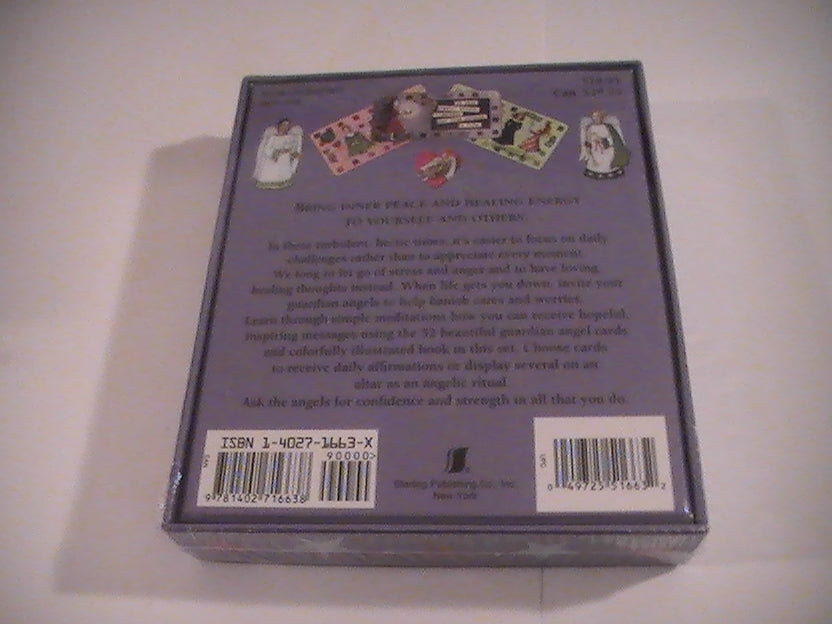 Can
BRING INNER PEACE AND HEALING ENERGY
TO YOURSELF AND OTHERS
In these turbulent, hectic times, it's easier to focus on daily
challenges rather than to appreciate every moment.
We long to let go of stress and anger and to have loving,
healing thoughts instead. When life gets you down, invite your
guardian angels to help banish cares and worries.
Learn through simple meditations how you can receive hopeful,
inspiring messages using the 52 beautiful guardian angel cards
and colorfully illustrated book in this set. Choose cards
to receive daily affirmations or display several on an
altar as an angelic ritual.
Ask the angels for confidence and strength in all that you do.
ISBN 1-4027-1663-X
90000>
EAN
9 781402 716638
Sterling Publishing Co., Inc.
New York
UPC
0 49725 51663 2